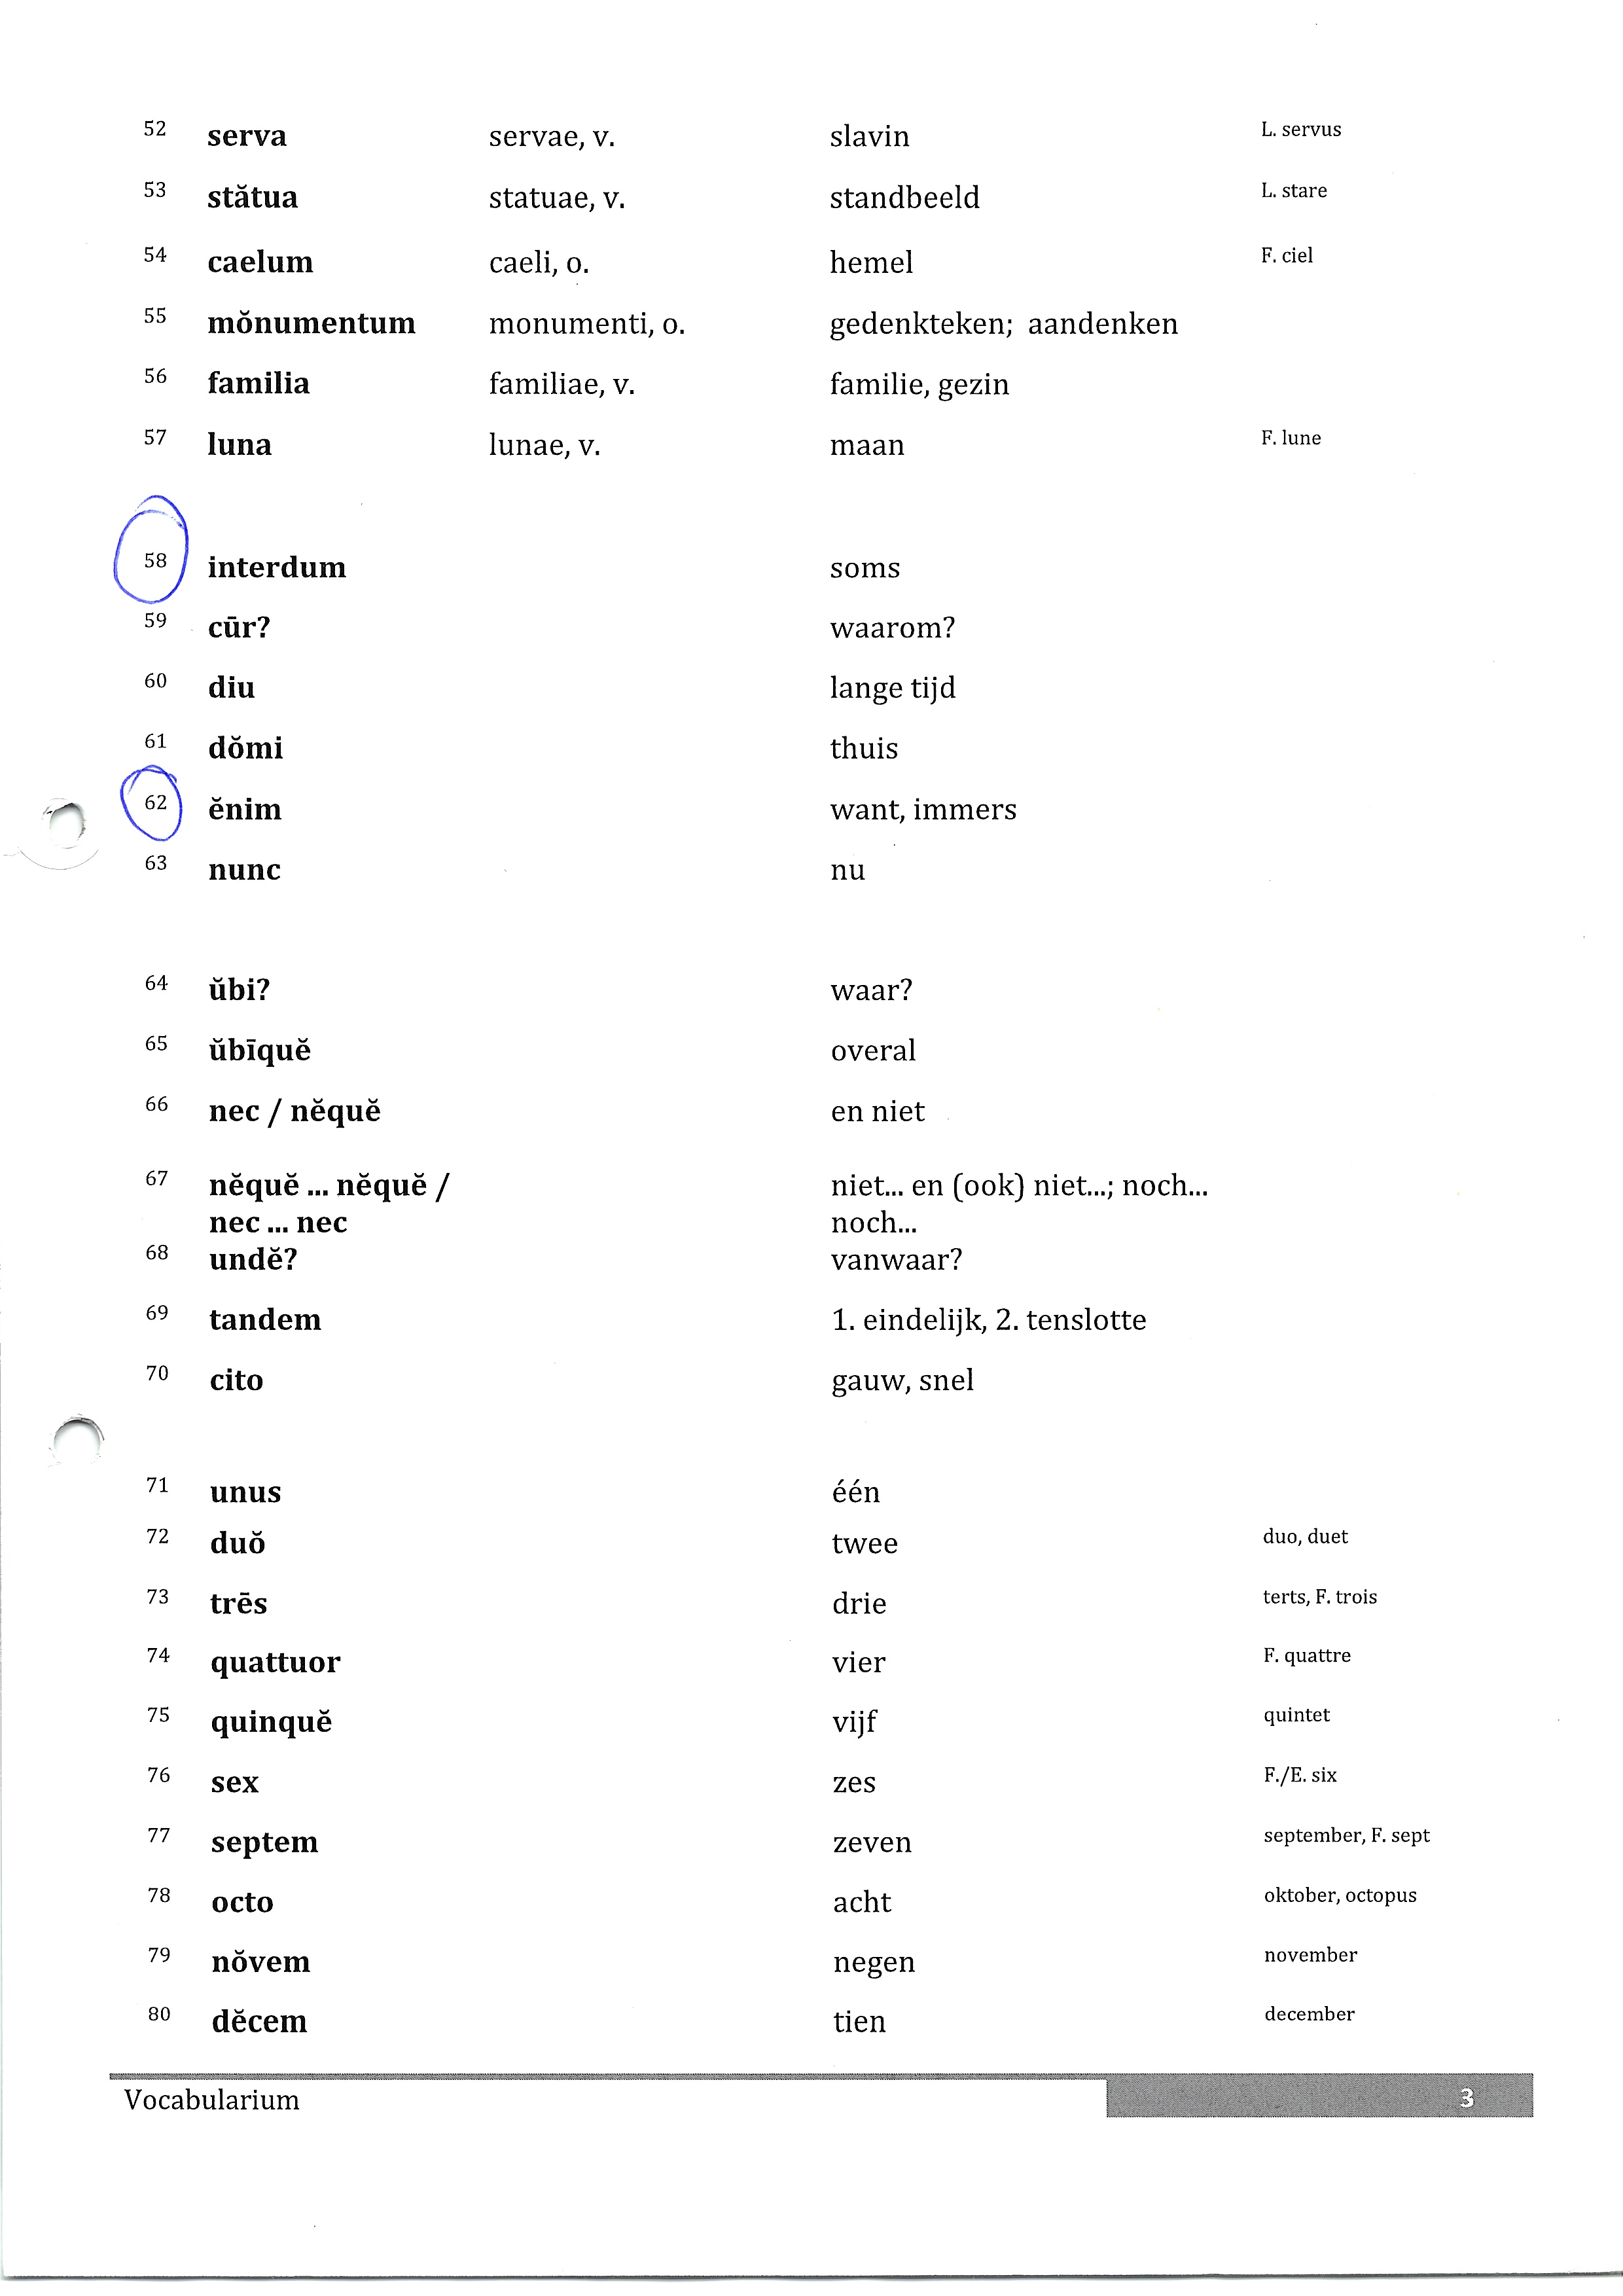 52 serva servae, v. slavin L. servus
53 stătua statuae, v. standbeeld L. stare
54 caelum caeli, o. hemel F. ciel
55 mŏnumentum monumenti, o. gedenkteken; aandenken
56 familia familiae, v. familie, gezin
57 luna lunae, v. maan F. lune
58 interdum soms
59 cūr? waarom?
60 diu lange tijd
61 dŏmi thuis
62 ĕnim want, immers
63 nunc nu
64 ŭbi? waar?
65 ŭbīquĕ overal
66 nec / nĕquĕ en niet
67 nĕquĕ ... nĕquĕ / niet... en (ook) niet...; noch...
nec ... nec noch...
68 undĕ? vanwaar?
69 tandem 1. eindelijk, 2. tenslotte
70 cito gauw, snel
71 unus één
72 duŏ twee duo, duet
73 trēs drie terts, F. trois
74 quattuor vier F. quattre
75 quinquĕ vijf quintet
76 sex zes F./E. six
77 septem zeven september, F. sept
78 octo acht oktober, octopus
79 nŏvem negen november
80 dĕcem tien december
Vocabularium 3